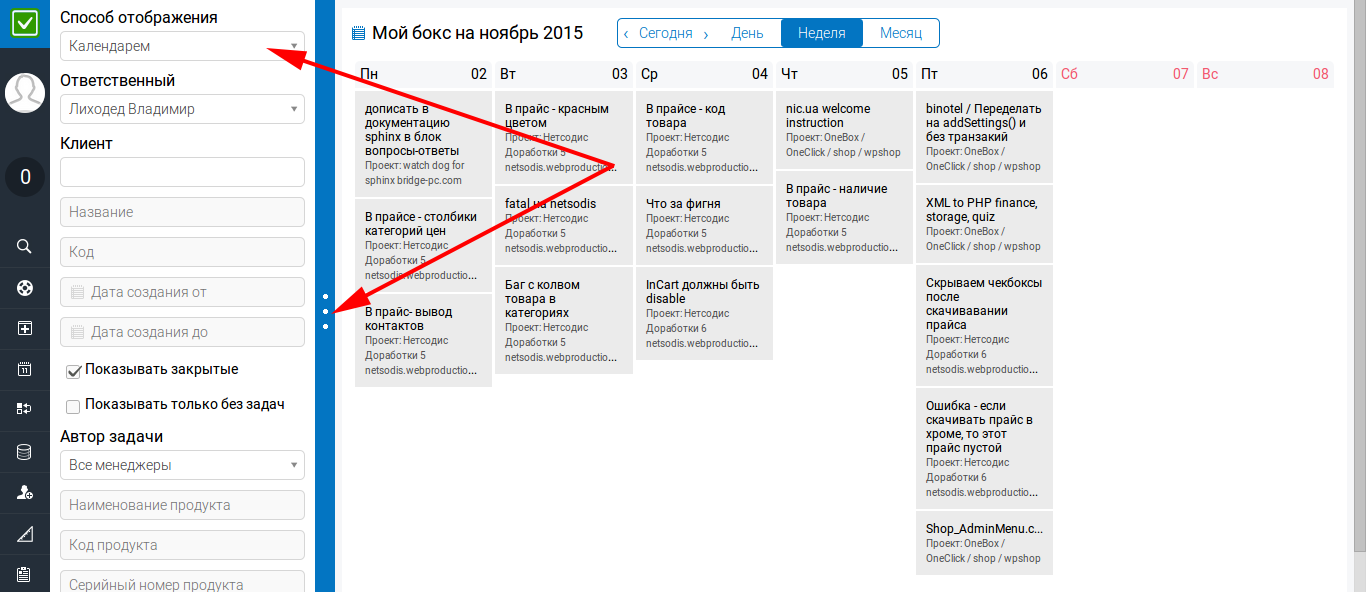 Способ отображения
Календарем
Ответственный
Лиходед Владимир
Клиент
0
Название
Код
Дата создания от
Дата создания до
11
Показывать закрытые
Показывать только без задач
Автор задачи
Все менеджеры
Наименование продукта
Код продукта
Серийный номер продукта
Мой бокс на ноябрь 2015
‹ Сегодня ›
День
Неделя
Месяц
Пн 02
дописать в
документацию
sphinx в блок
вопросы-ответы
Проект: watch dog for
sphinx bridge-pc.com
В прайсе - столбики
категорий цен
Проект: Нетсодис
Доработки 5
netsodis.webproductio...
В прайс- вывод
контактов
Проект: Нетсодис
Доработки 5
netsodis.webproductio...
Вт 03
В прайс - красным
цветом
Проект: Нетсодис
Доработки 5
netsodis.webproductio...
fatal на netsodis
Проект: Нетсодис
Доработки 5
netsodis.webproductio...
Баг с колвом
товара в
категориях
Проект: Нетсодис
Доработки 5
netsodis.webproductio...
Ср 04
В прайсе - код
товара
Проект: Нетсодис
Доработки 5
netsodis.webproductio...
Что за фигня
Проект: Нетсодис
Доработки 5
netsodis.webproductio...
InCart должны быть
disable
Проект: Нетсодис
Доработки 6
netsodis.webproductio...
Чт 05
nic.ua welcome
instruction
Проект: OneBox /
OneClick / shop / wpshop
В прайс - наличие
товара
Проект: Нетсодис
Доработки 5
netsodis.webproductio...
Пт 06
binotel / Переделать
на addSettings() и
без транзакий
Проект: OneBox /
OneClick / shop / wpshop
XML to PHP finance,
storage, quiz
Проект: OneBox /
OneClick / shop / wpshop
Скрываем чекбоксы
после
скачивавании
прайса
Проект: Нетсодис
Доработки 6
netsodis.webproductio...
Ошибка - если
скачивать прайс в
хроме, то этот
прайс пустой
Проект: Нетсодис
Доработки 6
netsodis.webproductio...
Shop_AdminMenu.c...
Проект: OneBox /
OneClick / shop / wpshop
Сб 07
Вс 08